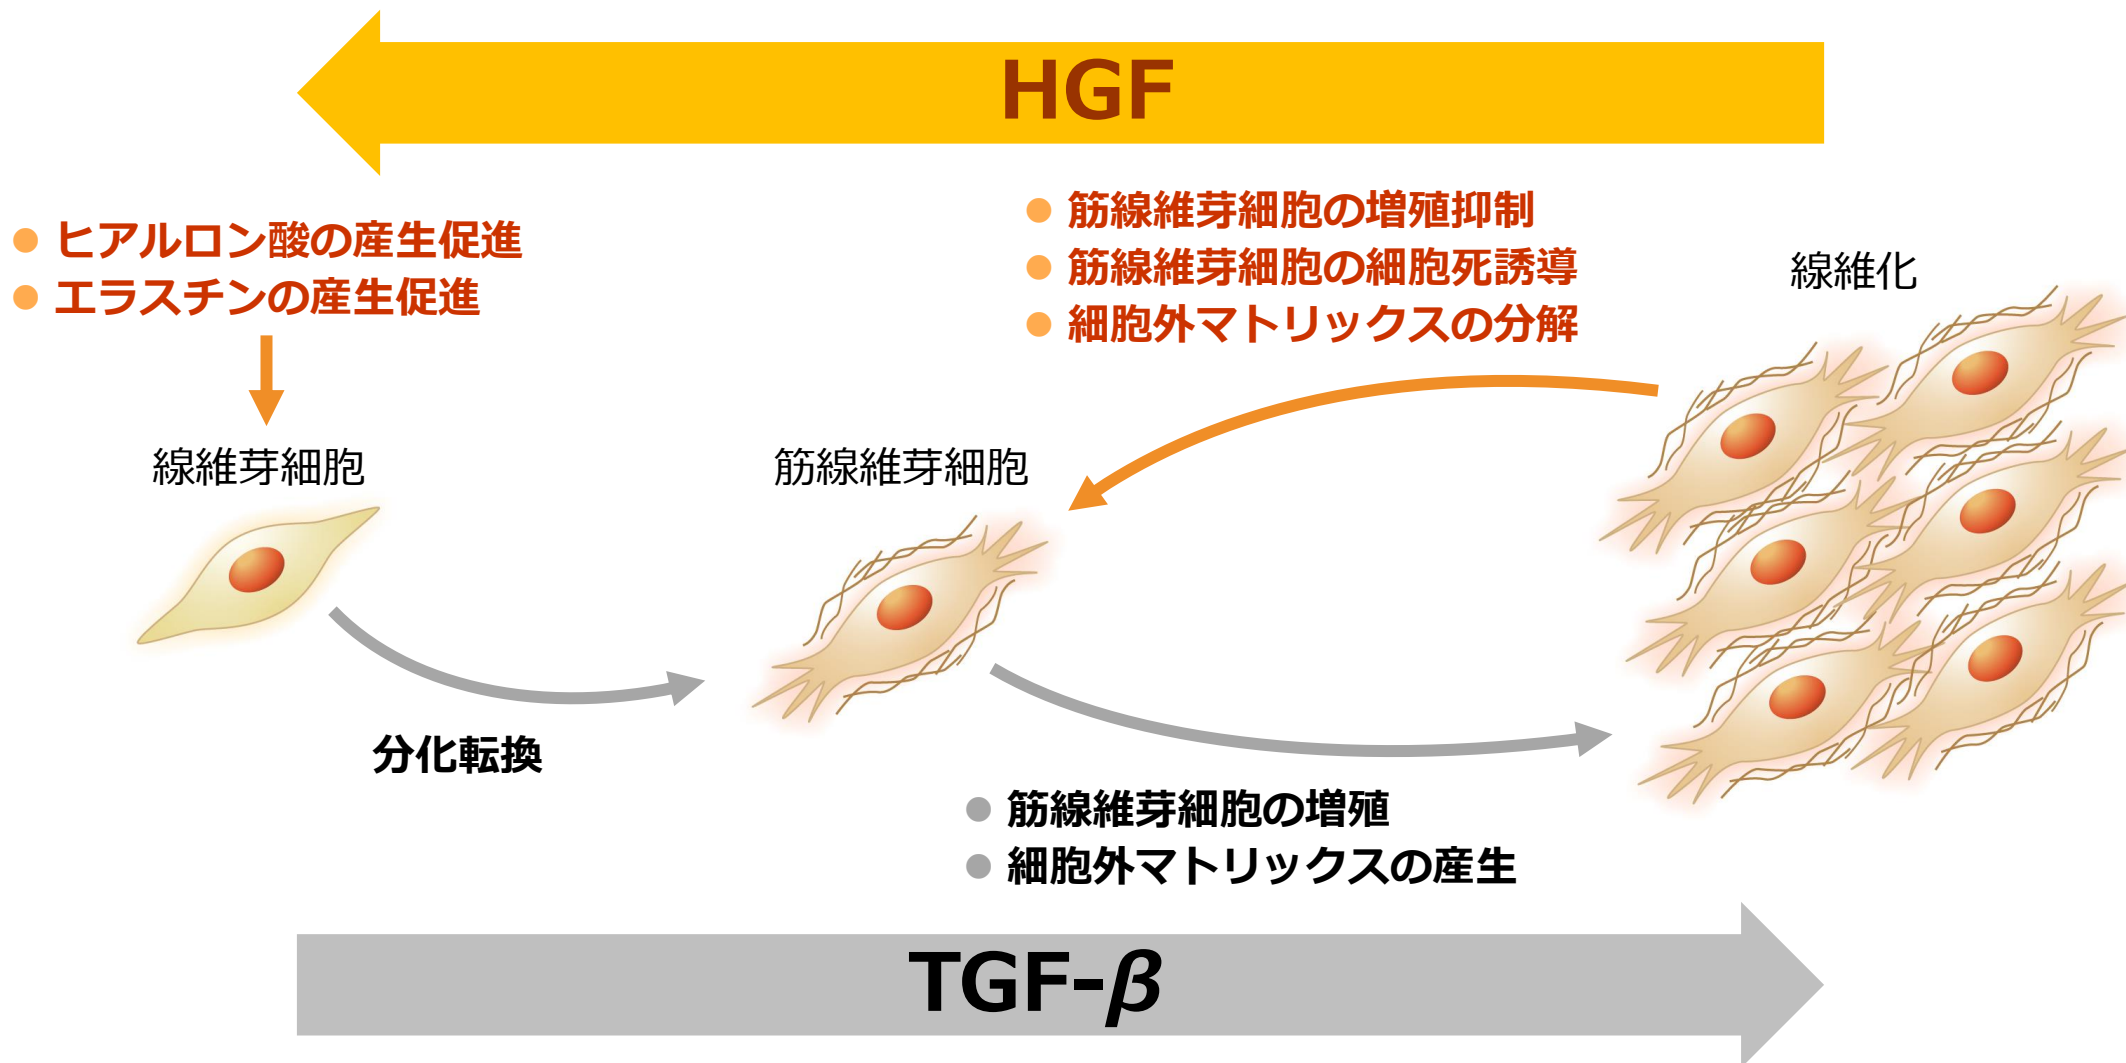 HGF
● ヒアルロン酸の産生促進
● エラスチンの産生促進
● 筋線維芽細胞の増殖抑制
● 筋線維芽細胞の細胞死誘導
● 細胞外マトリックスの分解
線維化
線維芽細胞
筋線維芽細胞
分化転換
● 筋線維芽細胞の増殖
● 細胞外マトリックスの産生
TGF-β